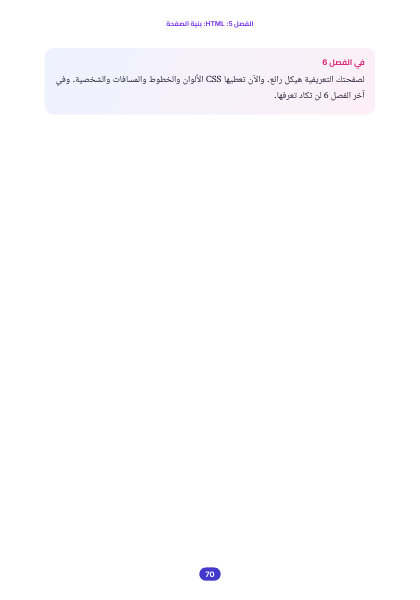 الفصل 5: HTML: بنية الصفحة
في الفصل 6
لصفحتك التعريفية هيكل رائع. والآن تعطيها CSS الألوان والخطوط والمسافات والشخصية. وفي
آخر الفصل 6 لن تكاد تعرفها.
70